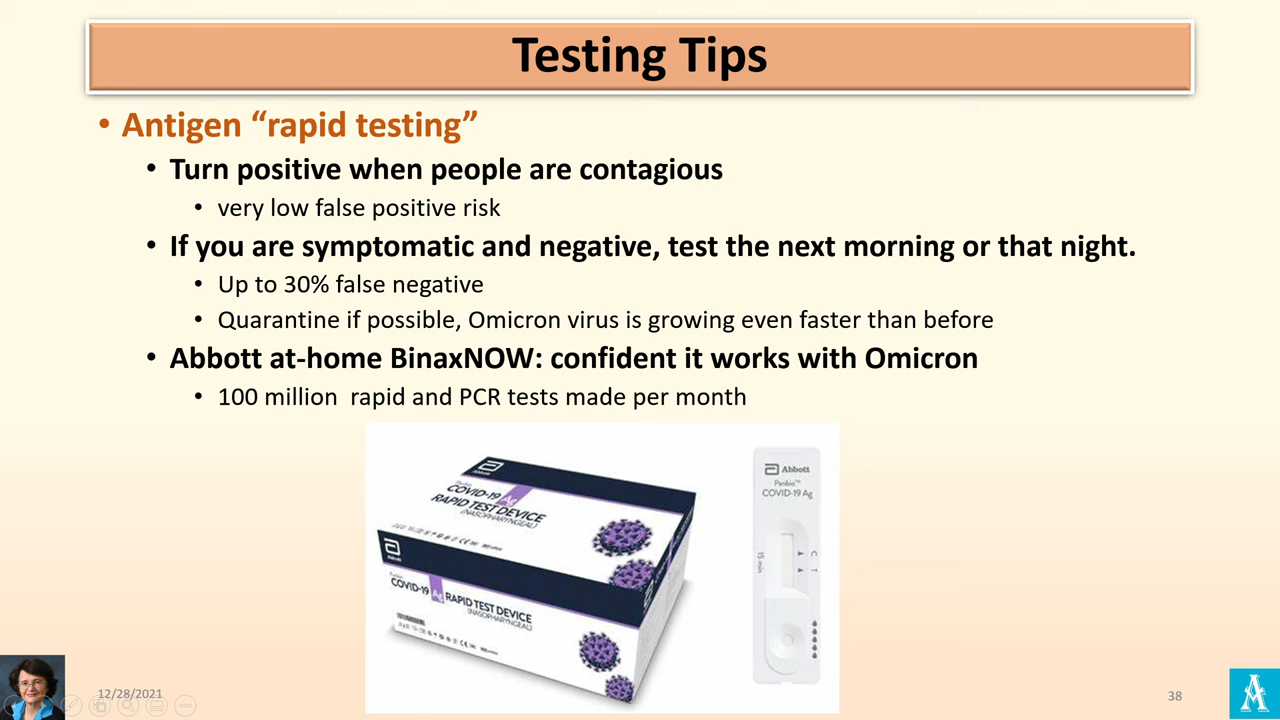 Testing Tips
• Antigen “rapid testing”
• Turn positive when people are contagious
• very low false positive risk
• If you are symptomatic and negative, test the next morning or that night.
• Up to 30% false negative
• Quarantine if possible, Omicron virus is growing even faster than before
• Abbott at-home BinaxNOW: confident it works with Omicron
• 100 million  rapid and PCR tests made per month
Abbott
Panbio
COVID-19 Ag
RAPID TEST DEVICE
(NASOPHARYNGEAL)
Abbott
Panbio
COVID-19 Ag RAPID TEST DEVICE
(NASOPHARYNGEAL)
Abbott
Panbio™
COVID-19 Ag
15 min
C
T
12/28/2021
38
A